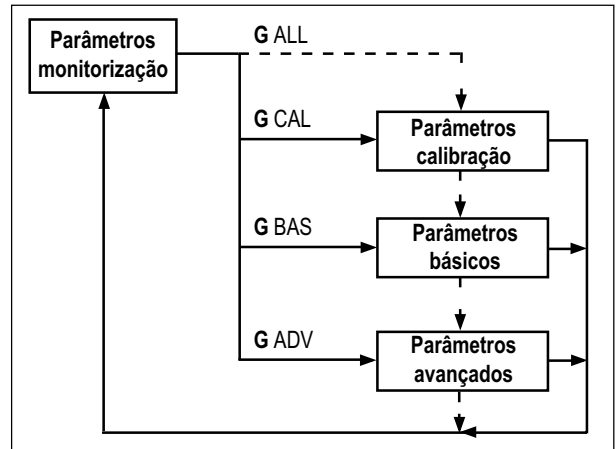 Parâmetros
monitorização
G ALL
G CAL
Parâmetros
calibração
G BAS
Parâmetros
básicos
G ADV
Parâmetros
avançados